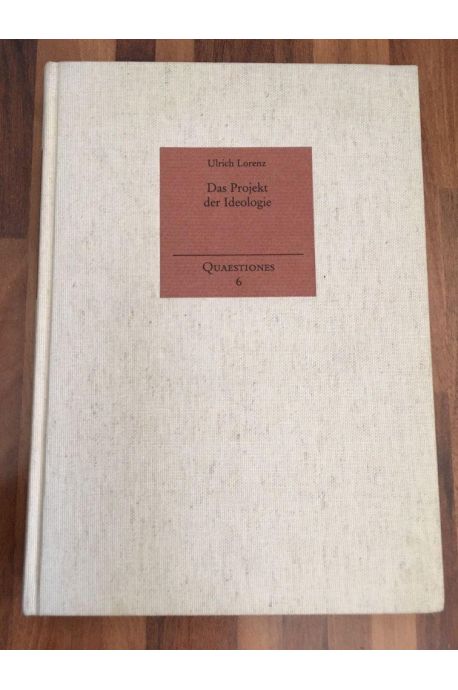 Ulrich Lorenz
Das Projekt
der Ideologie
QUAESTIONES
6